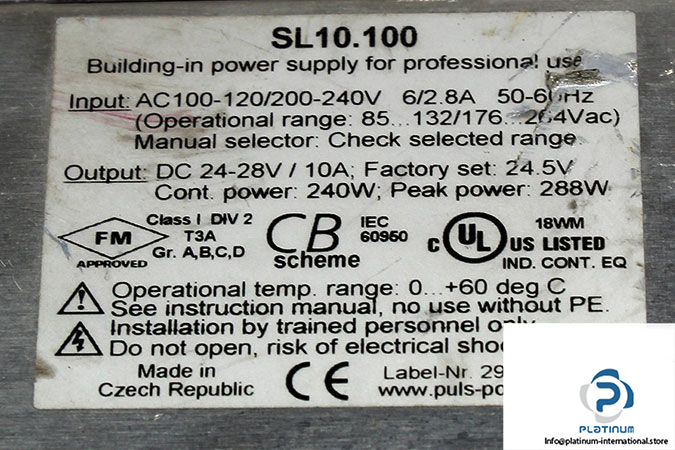 SL10.100
Building-in power supply for professional use
Input: AC100-120/200-240V 6/2.8A 50-60Hz
(Operational range: 85...132/176...264Vac)
Manual selector: Check selected range
Output: DC 24-28V / 10A; Factory set: 24.5V
Cont. power: 240W; Peak power: 288W
FM
APPROVED
Class I DIV 2
T3A
Gr. A,B,C,D
CB
scheme
IEC
60950
c UL US LISTED
18WM
IND. CONT. EQ
Operational temp. range: 0...+60 deg C
See instruction manual, no use without PE.
Installation by trained personnel only
Do not open, risk of electrical
Made in
Czech Republic
CE
Label-Nr.
PLATINUM
Info@platinum-international.store